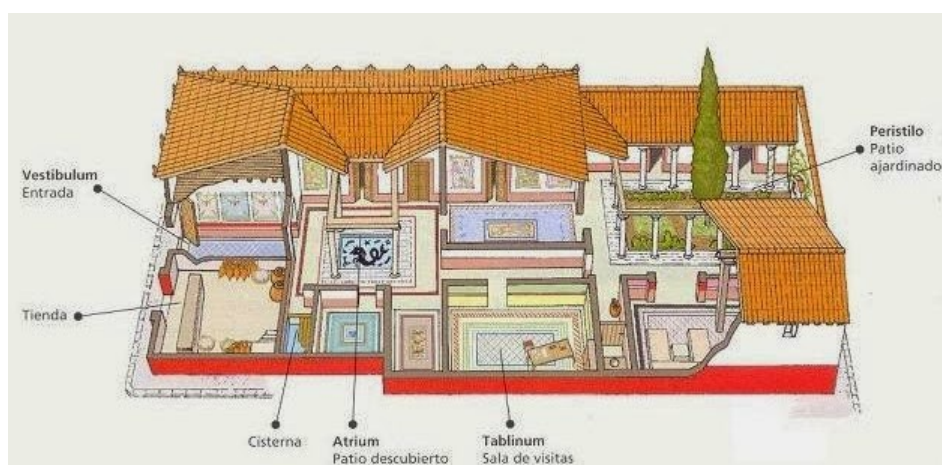 Peristilo
Patio
ajardinado
Vestibulum
Entrada
Tienda
Cisterna
Atrium
Patio descubierto
Tablinum
Sala de visitas